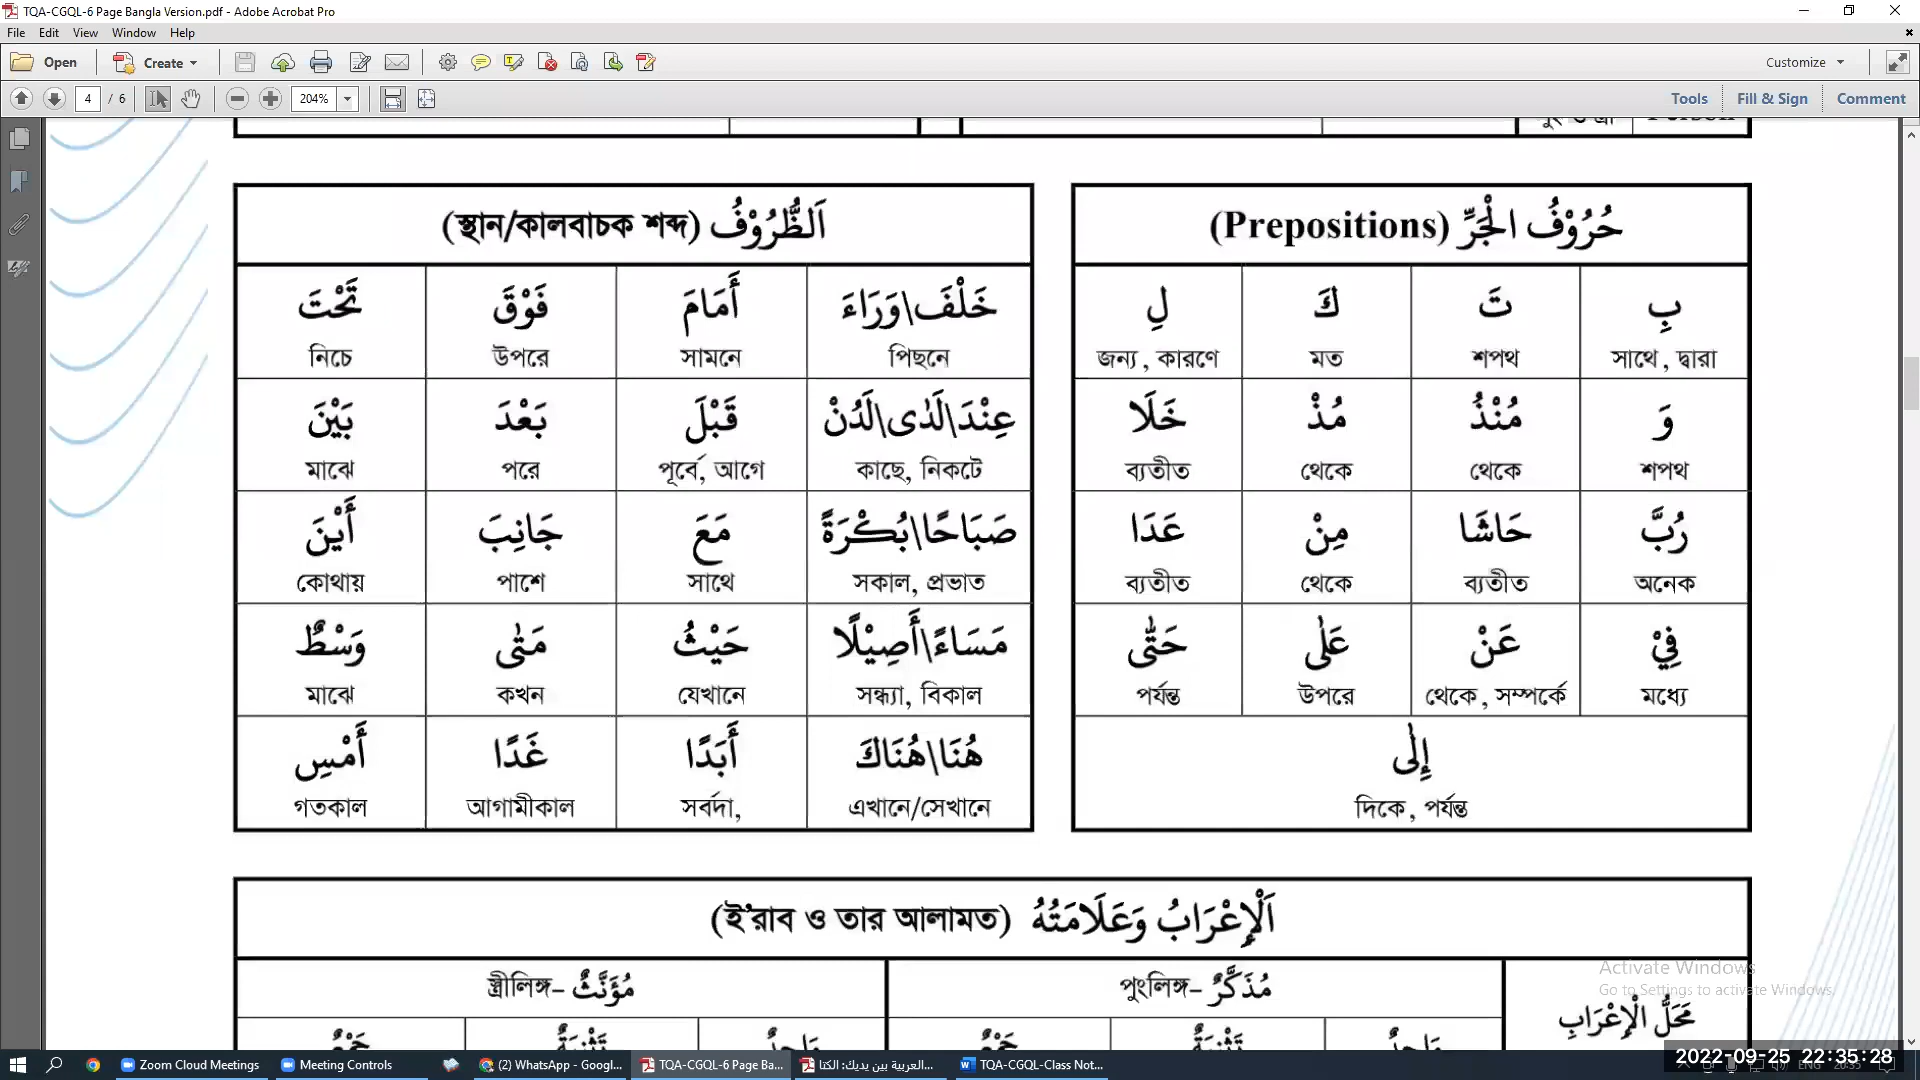 TQA-CGQL-6 Page Bangla Version.pdf - Adobe Acrobat Pro
File Edit View Window Help
Open Create Customize
4 / 6 204% Tools Fill & Sign Comment
اَلظُّرُوْفُ (স্থান/কালবাচক শব্দ)
خَلْفَ\وَرَاءَ أَمَامَ فَوْقَ تَحْتَ
পিছনে সামনে উপরে নিচে
عِنْدَ\لَدٰى\لَدُنْ قَبْلَ بَعْدَ بَيْنَ
কাছে, নিকটে পূর্বে, আগে পরে মাঝে
صَبَاحًا\بُكْرَةً مَعَ جَانِبَ أَيْنَ
সকাল, প্রভাত সাথে পাশে কোথায়
مَسَاءً\أَصِيْلًا حَيْثُ مَتٰى وَسْطٌ
সন্ধ্যা, বিকাল যেখানে কখন মাঝে
هُنَا\هُنَاكَ أَبَدًا غَدًا أَمْسِ
এখানে/সেখানে সর্বদা, আগামীকাল গতকাল
حُرُوْفُ الْجَرِّ (Prepositions)
بِ تَ كَ لِ
সাথে, দ্বারা শপথ মত জন্য, কারণে
وَ مُنْذُ مُذْ خَلَا
শপথ থেকে থেকে ব্যতীত
رُبَّ حَاشَا مِنْ عَدَا
অনেক ব্যতীত থেকে ব্যতীত
فِيْ عَنْ عَلٰى حَتّٰى
মধ্যে থেকে, সম্পর্কে উপরে পর্যন্ত
إِلٰى
দিকে, পর্যন্ত
اَلْإِعْرَابُ وَعَلَامَتُهُ (ই'রাব ও তার আলামত)
مُذَكَّرٌ –পুংলিঙ্গ مُؤَنَّثٌ –স্ত্রীলিঙ্গ
مَحَلُّ الْإِعْرَابِ
Activate Windows
Go to Settings to activate Windows.
Zoom Cloud Meetings Meeting Controls (2) WhatsApp - Googl... TQA-CGQL-6 Page Ba... العربية بين يديك: الكتا... TQA-CGQL-Class Not...
2022-09-25 22:35:28